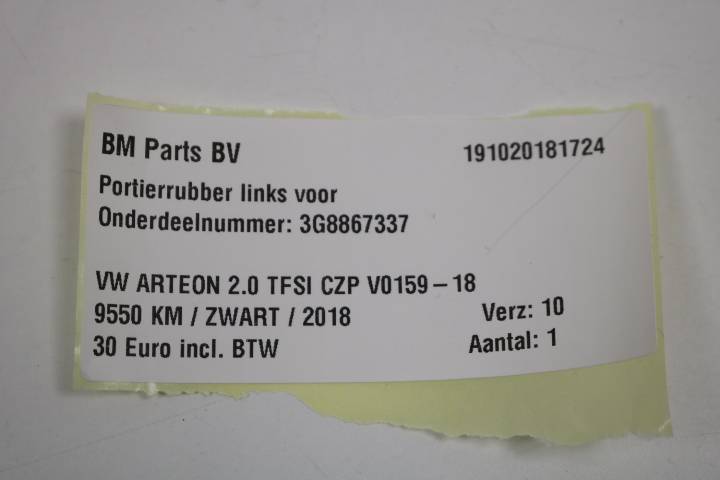 BM Parts BV 191020181724
Portierrubber links voor
Onderdeelnummer: 3G8867337
VW ARTEON 2.0 TFSI CZP V0159-18
9550 KM / ZWART / 2018 Verz: 10
30 Euro incl. BTW Aantal: 1